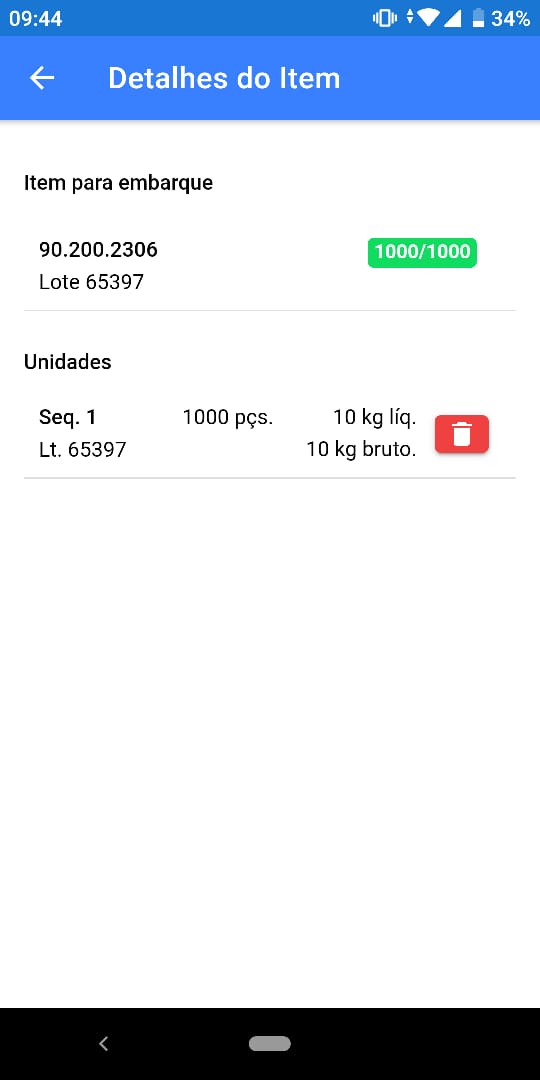 09:44 34%
Detalhes do Item
Item para embarque
90.200.2306 1000/1000
Lote 65397
Unidades
Seq. 1 1000 pçs. 10 kg líq.
Lt. 65397 10 kg bruto.